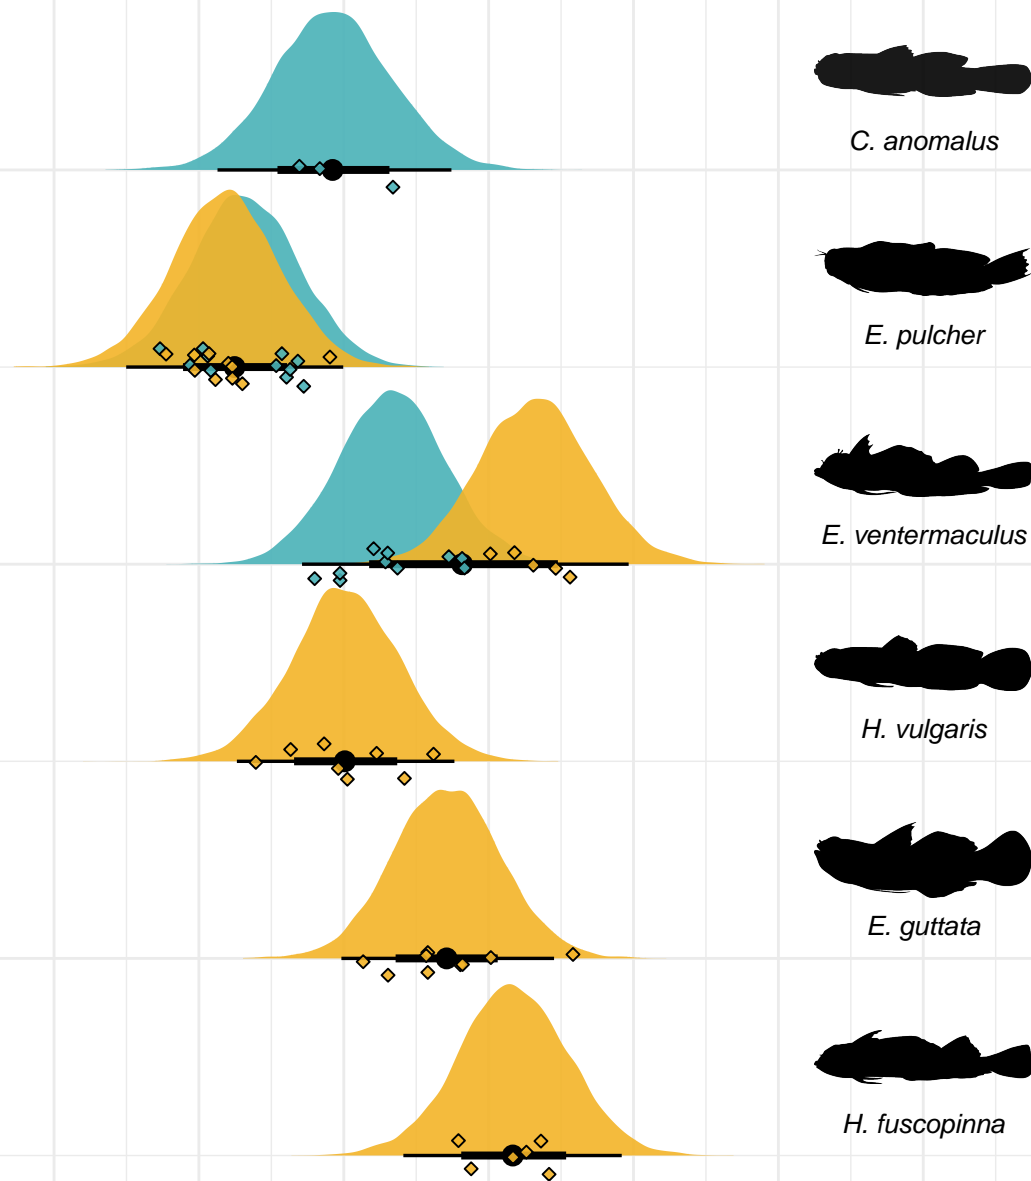 C. anomalus
E. pulcher
E. ventermaculus
H. vulgaris
E. guttata
H. fuscopinna